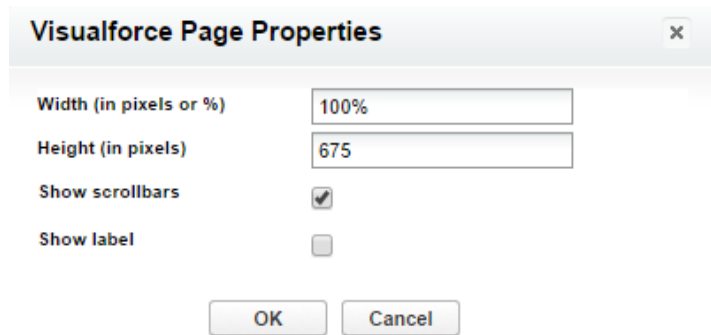 Visualforce Page Properties
Width (in pixels or %) 100%
Height (in pixels) 675
Show scrollbars
Show label
OK Cancel